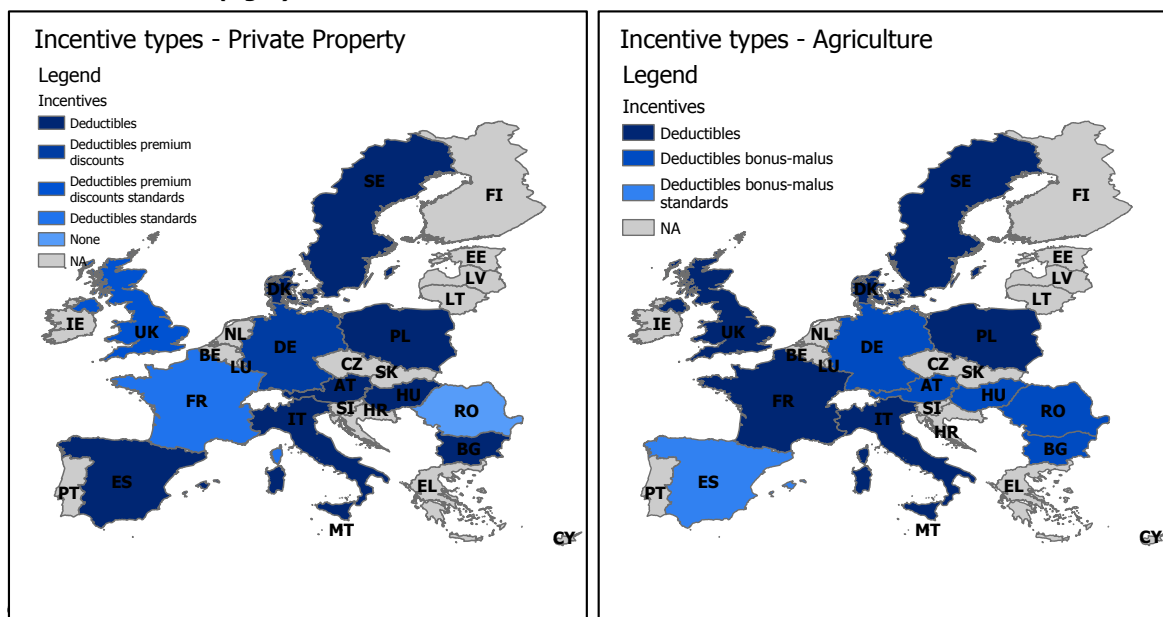 Incentive types - Private Property
Legend
Incentives
Deductibles
Deductibles premium
discounts
Deductibles premium
discounts standards
Deductibles standards
None
NA
SE
FI
EE
LV
LT
DK
IE
UK
NL
BE
LU
DE
PL
CZ
SK
AT
HU
FR
SI
HR
RO
IT
BG
PT
ES
EL
MT
CY
Incentive types - Agriculture
Legend
Incentives
Deductibles
Deductibles bonus-malus
Deductibles bonus-malus
standards
NA
SE
FI
EE
LV
LT
DK
IE
UK
NL
BE
LU
DE
PL
CZ
SK
AT
HU
FR
SI
HR
RO
IT
BG
PT
ES
EL
MT
CY